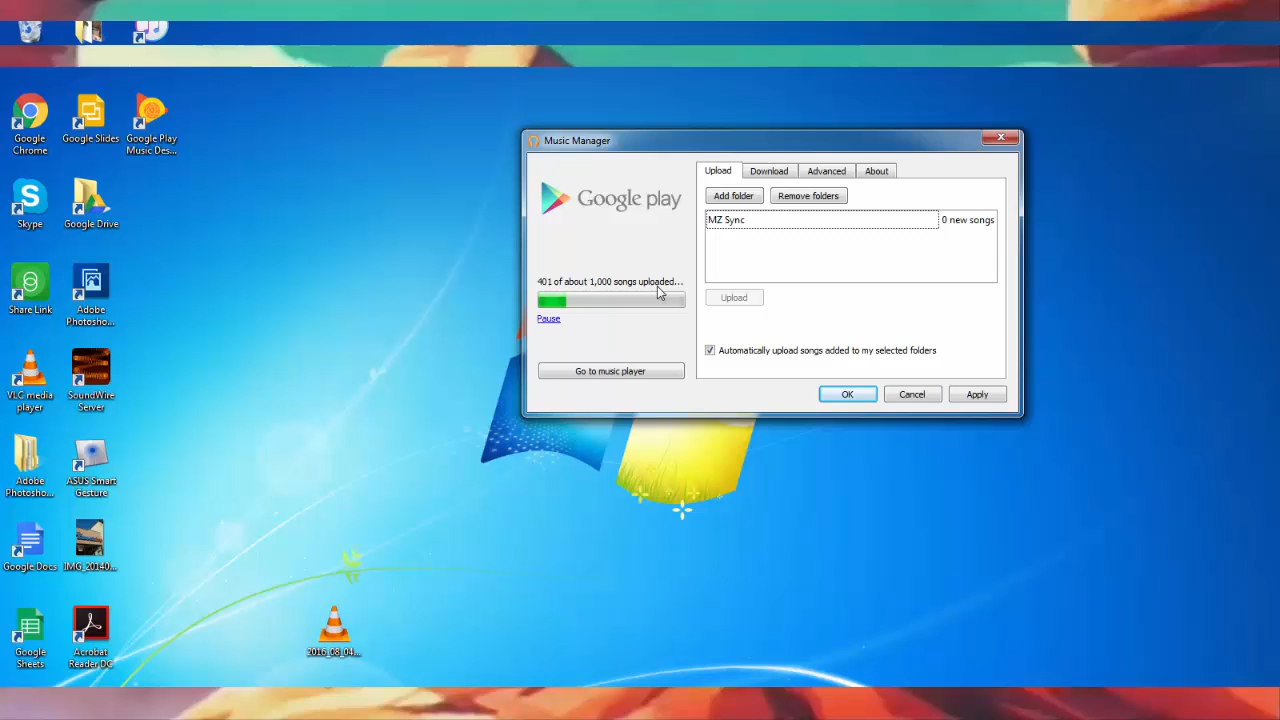 Google Chrome
Google Slides
Google Play Music Des...
Skype
Google Drive
Share Link
Adobe Photosho...
VLC media player
SoundWire Server
Adobe Photosho...
ASUS Smart Gesture
Google Docs
IMG_20140...
Google Sheets
Acrobat Reader DC
2016_08_04...
Music Manager
Google play
401 of about 1,000 songs uploaded...
Pause
Go to music player
Upload Download Advanced About
Add folder Remove folders
MZ Sync 0 new songs
Upload
Automatically upload songs added to my selected folders
OK Cancel Apply